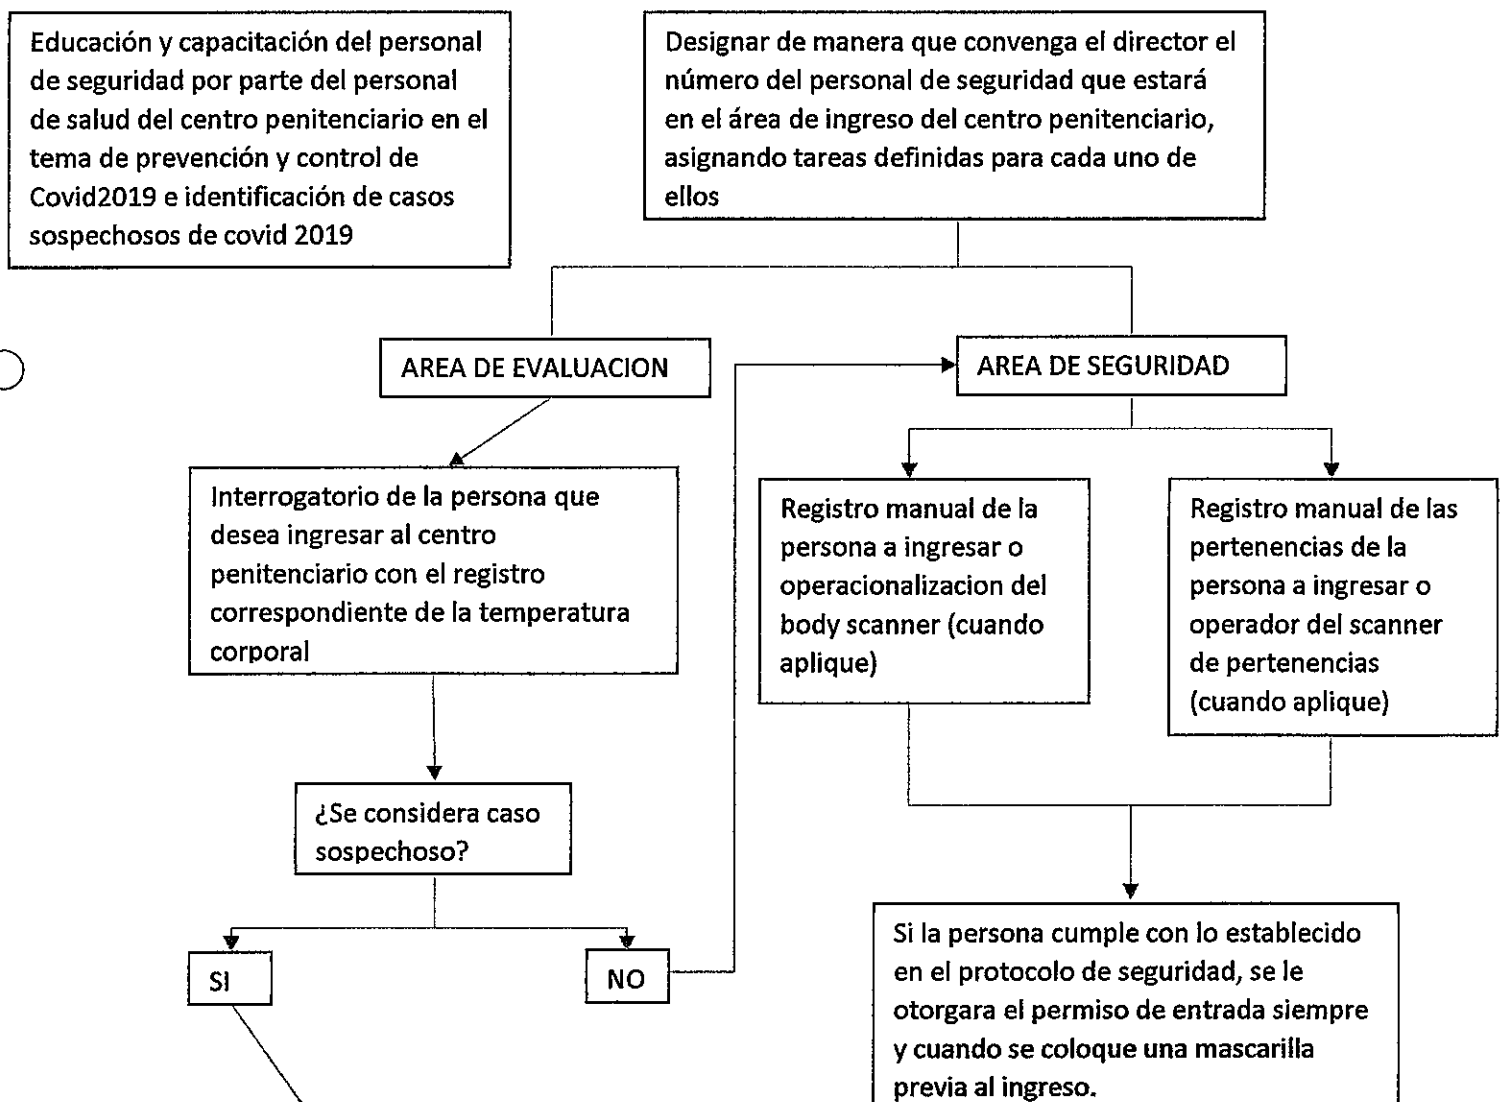 Educación y capacitación del personal
de seguridad por parte del personal
de salud del centro penitenciario en el
tema de prevención y control de
Covid2019 e identificación de casos
sospechosos de covid 2019
Designar de manera que convenga el director el
número del personal de seguridad que estará
en el área de ingreso del centro penitenciario,
asignando tareas definidas para cada uno de
ellos
AREA DE EVALUACION
AREA DE SEGURIDAD
Interrogatorio de la persona que
desea ingresar al centro
penitenciario con el registro
correspondiente de la temperatura
corporal
Registro manual de la
persona a ingresar o
operacionalizacion del
body scanner (cuando
aplique)
Registro manual de las
pertenencias de la
persona a ingresar o
operador del scanner
de pertenencias
(cuando aplique)
¿Se considera caso
sospechoso?
SI
NO
Si la persona cumple con lo establecido
en el protocolo de seguridad, se le
otorgara el permiso de entrada siempre
y cuando se coloque una mascarilla
previa al ingreso.